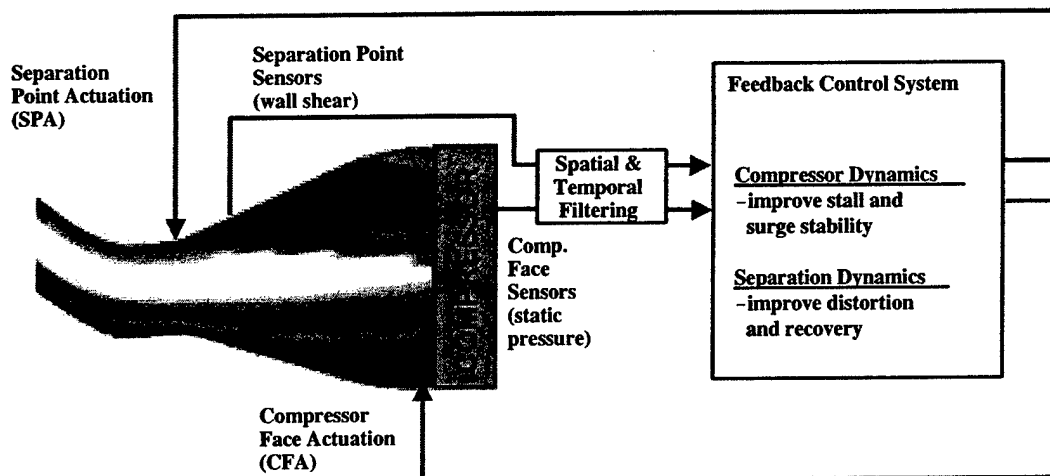 Separation
Point Actuation
(SPA)
Separation Point
Sensors
(wall shear)
COMPRESSOR
Spatial &
Temporal
Filtering
Comp.
Face
Sensors
(static
pressure)
Feedback Control System
Compressor Dynamics
-improve stall and
surge stability
Separation Dynamics
-improve distortion
and recovery
Compressor
Face Actuation
(CFA)